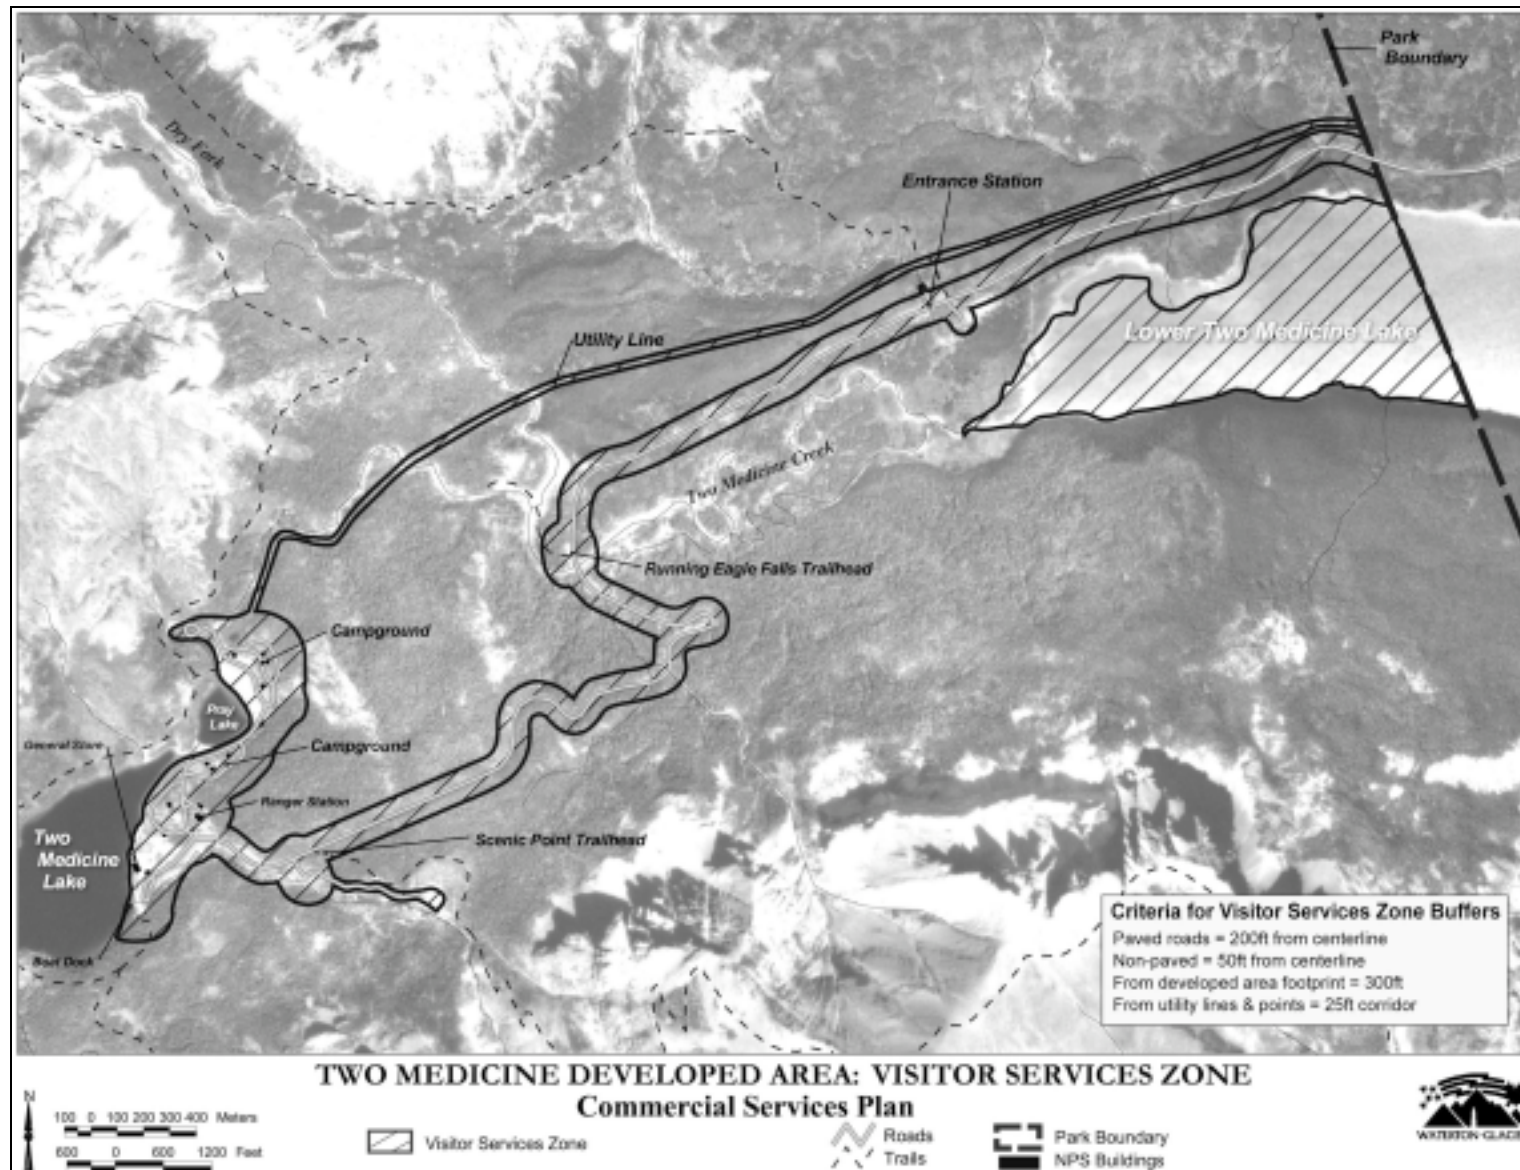 Park
Boundary
Dry Fork
Entrance Station
Lower Two Medicine Lake
Utility Line
Two Medicine Creek
Running Eagle Falls Trailhead
Campground
Pray
Lake
General Store
Campground
Ranger Station
Two
Medicine
Lake
Scenic Point Trailhead
Boat Dock
Criteria for Visitor Services Zone Buffers
Paved roads = 200ft from centerline
Non-paved = 50ft from centerline
From developed area footprint = 300ft
From utility lines & points = 25ft corridor
TWO MEDICINE DEVELOPED AREA: VISITOR SERVICES ZONE
Commercial Services Plan
N
100 0 100 200 300 400 Meters
600 0 600 1200 Feet
Visitor Services Zone
Roads
Trails
Park Boundary
NPS Buildings
WATERTON-GLACIE